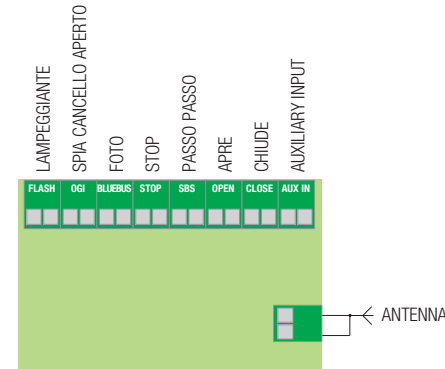 LAMPEGGIANTE
SPIA CANCELLO APERTO
FOTO
STOP
PASSO PASSO
APRE
CHIUDE
AUXILIARY INPUT
FLASH
OGI
BLUEBUS
STOP
SBS
OPEN
CLOSE
AUX IN
ANTENNA